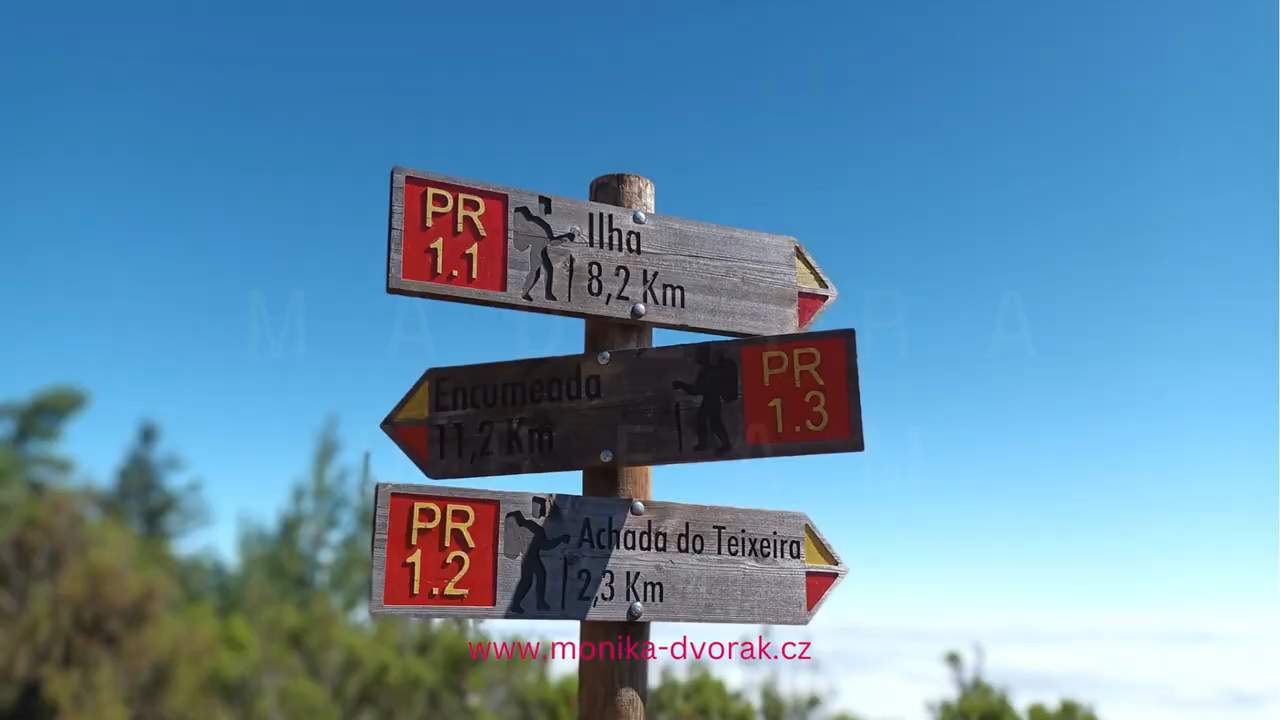 PR
1.1
Ilha
8,2 Km
Encumeada
11,2 Km
PR
1.3
PR
1.2
Achada do Teixeira
2,3 Km
www.monika-dvorak.cz